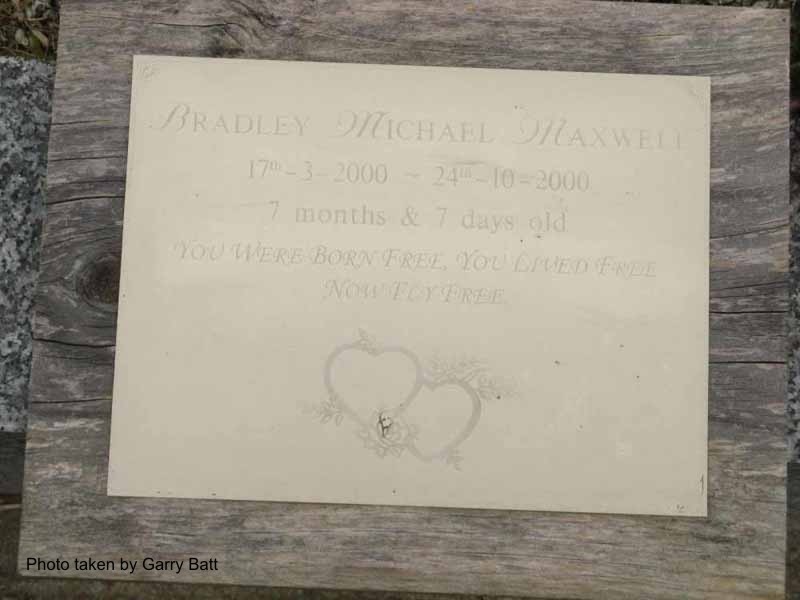 Bradley Michael Maxwell
17th-3-2000 ~ 24th-10-2000
7 months & 7 days old
You Were Born Free, You Lived Free
Now Fly Free.
Photo taken by Garry Batt